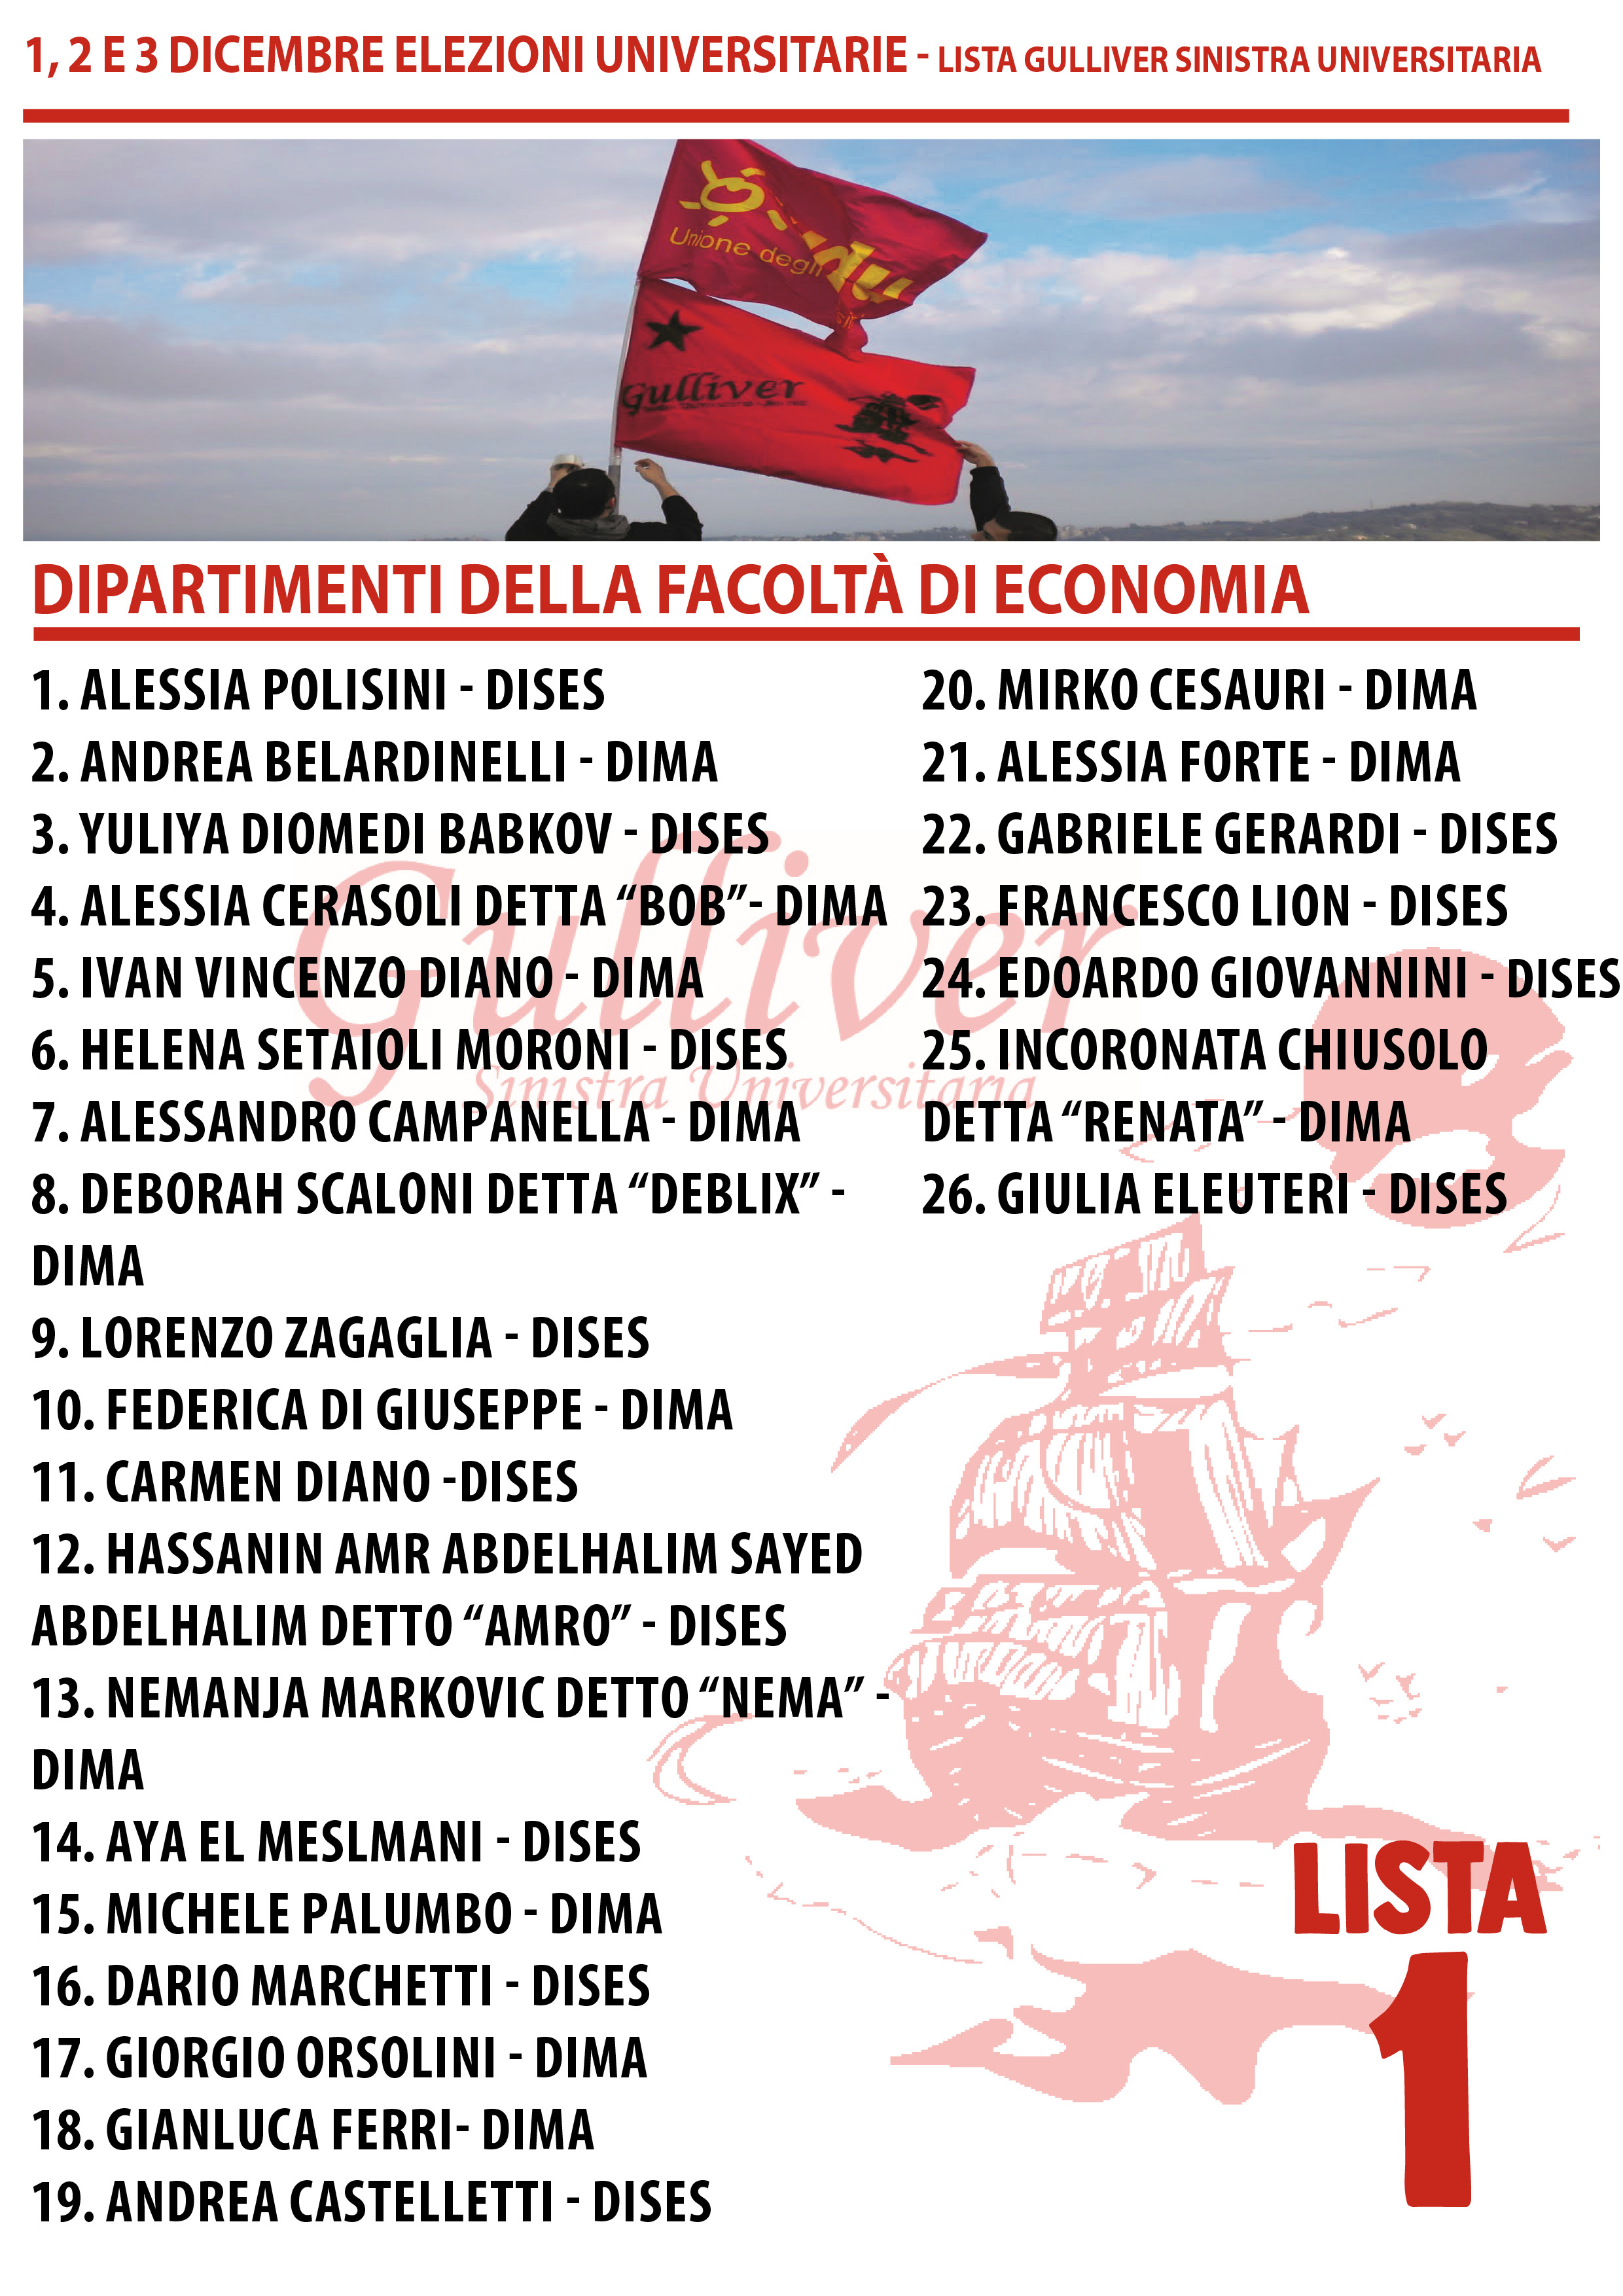 1, 2 E 3 DICEMBRE ELEZIONI UNIVERSITARIE - LISTA GULLIVER SINISTRA UNIVERSITARIA
Unione degli
Gulliver
DIPARTIMENTI DELLA FACOLTÀ DI ECONOMIA
1. ALESSIA POLISINI - DISES
2. ANDREA BELARDINELLI - DIMA
3. YULIYA DIOMEDI BABKOV - DISES
4. ALESSIA CERASOLI DETTA “BOB”- DIMA
5. IVAN VINCENZO DIANO - DIMA
6. HELENA SETAIOLI MORONI - DISES
7. ALESSANDRO CAMPANELLA - DIMA
8. DEBORAH SCALONI DETTA “DEBLIX” -
DIMA
9. LORENZO ZAGAGLIA - DISES
10. FEDERICA DI GIUSEPPE - DIMA
11. CARMEN DIANO -DISES
12. HASSANIN AMR ABDELHALIM SAYED
ABDELHALIM DETTO “AMRO” - DISES
13. NEMANJA MARKOVIC DETTO “NEMA” -
DIMA
14. AYA EL MESLMANI - DISES
15. MICHELE PALUMBO - DIMA
16. DARIO MARCHETTI - DISES
17. GIORGIO ORSOLINI - DIMA
18. GIANLUCA FERRI- DIMA
19. ANDREA CASTELLETTI - DISES
20. MIRKO CESAURI - DIMA
21. ALESSIA FORTE - DIMA
22. GABRIELE GERARDI - DISES
23. FRANCESCO LION - DISES
24. EDOARDO GIOVANNINI - DISES
25. INCORONATA CHIUSOLO
DETTA “RENATA” - DIMA
26. GIULIA ELEUTERI - DISES
Gulliver
Sinistra Universitaria
LISTA
1